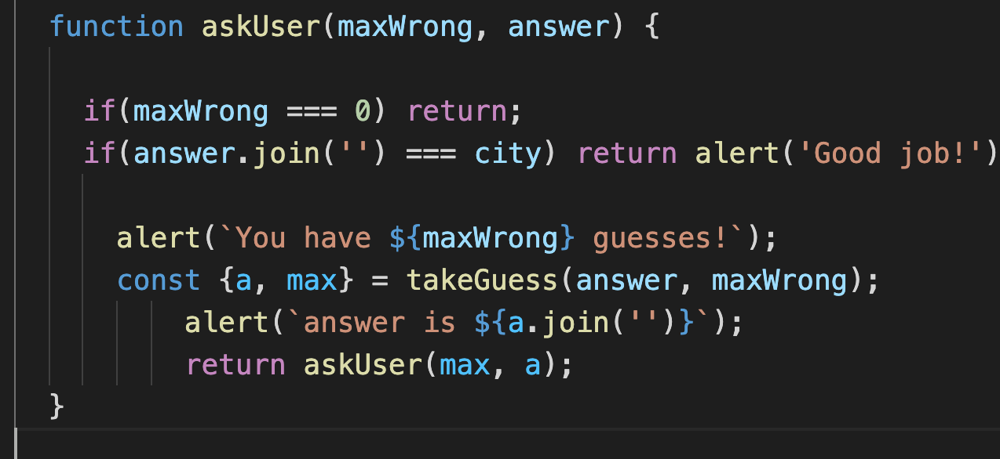 function askUser(maxWrong, answer) {
if(maxWrong === 0) return;
if(answer.join('') === city) return alert('Good job!')
alert(`You have ${maxWrong} guesses!`);
const {a, max} = takeGuess(answer, maxWrong);
alert(`answer is ${a.join('')}`);
return askUser(max, a);
}